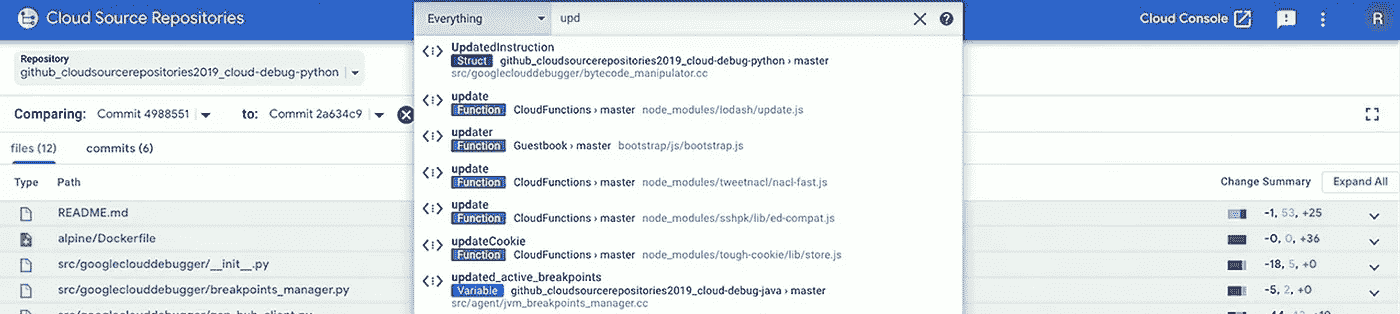 Cloud Source Repositories
Everything
upd
Cloud Console
R
Repository
github_cloudsourcerepositories2019_cloud-debug-python
Comparing: Commit 4988551 to: Commit 2a634c9
files (12) commits (6)
Type Path
Change Summary Expand All
README.md
-1, 53, +25
alpine/Dockerfile
-0, 0, +36
src/googleclouddebugger/__init__.py
-18, 5, +0
src/googleclouddebugger/breakpoints_manager.py
-5, 2, +0
UpdatedInstruction
Struct github_cloudsourcerepositories2019_cloud-debug-python › master
src/googleclouddebugger/bytecode_manipulator.cc
update
Function CloudFunctions › master node_modules/lodash/update.js
updater
Function Guestbook › master bootstrap/js/bootstrap.js
update
Function CloudFunctions › master node_modules/tweetnacl/nacl-fast.js
update
Function CloudFunctions › master node_modules/sshpk/lib/ed-compat.js
updateCookie
Function CloudFunctions › master node_modules/tough-cookie/lib/store.js
updated_active_breakpoints
Variable github_cloudsourcerepositories2019_cloud-debug-java › master
src/agent/jvm_breakpoints_manager.cc